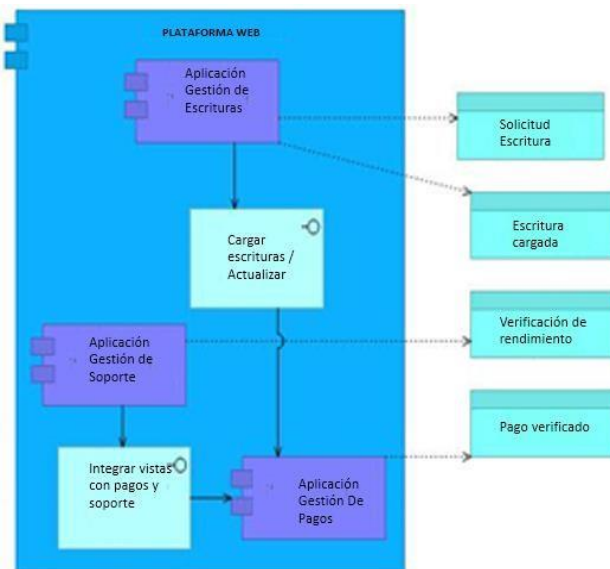 PLATAFORMA WEB
Aplicación
Gestión de
Escrituras
Solicitud
Escritura
Cargar
escrituras /
Actualizar
Escritura
cargada
Aplicación
Gestión de
Soporte
Verificación de
rendimiento
Integrar vistas
con pagos y
soporte
Aplicación
Gestión De
Pagos
Pago verificado